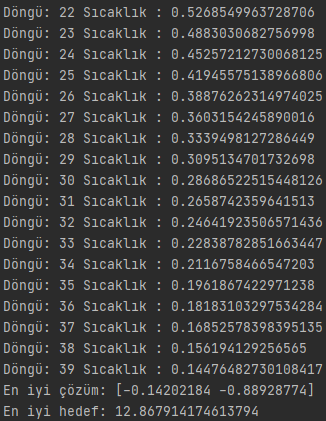 Döngü: 22 Sıcaklık : 0.5268549963728706
Döngü: 23 Sıcaklık : 0.4883030682756998
Döngü: 24 Sıcaklık : 0.45257212730068125
Döngü: 25 Sıcaklık : 0.41945575138966806
Döngü: 26 Sıcaklık : 0.38876262314974025
Döngü: 27 Sıcaklık : 0.3603154245890016
Döngü: 28 Sıcaklık : 0.3339498127286449
Döngü: 29 Sıcaklık : 0.3095134701732698
Döngü: 30 Sıcaklık : 0.28686522515448126
Döngü: 31 Sıcaklık : 0.2658742359641513
Döngü: 32 Sıcaklık : 0.24641923506571436
Döngü: 33 Sıcaklık : 0.2283878281663447
Döngü: 34 Sıcaklık : 0.2116758466547203
Döngü: 35 Sıcaklık : 0.1961867422971238
Döngü: 36 Sıcaklık : 0.18183103297534284
Döngü: 37 Sıcaklık : 0.16852578398395135
Döngü: 38 Sıcaklık : 0.156194129256565
Döngü: 39 Sıcaklık : 0.14476482730108417
En iyi çözüm: [-0.14202184 -0.88928774]
En iyi hedef: 12.867914174613794